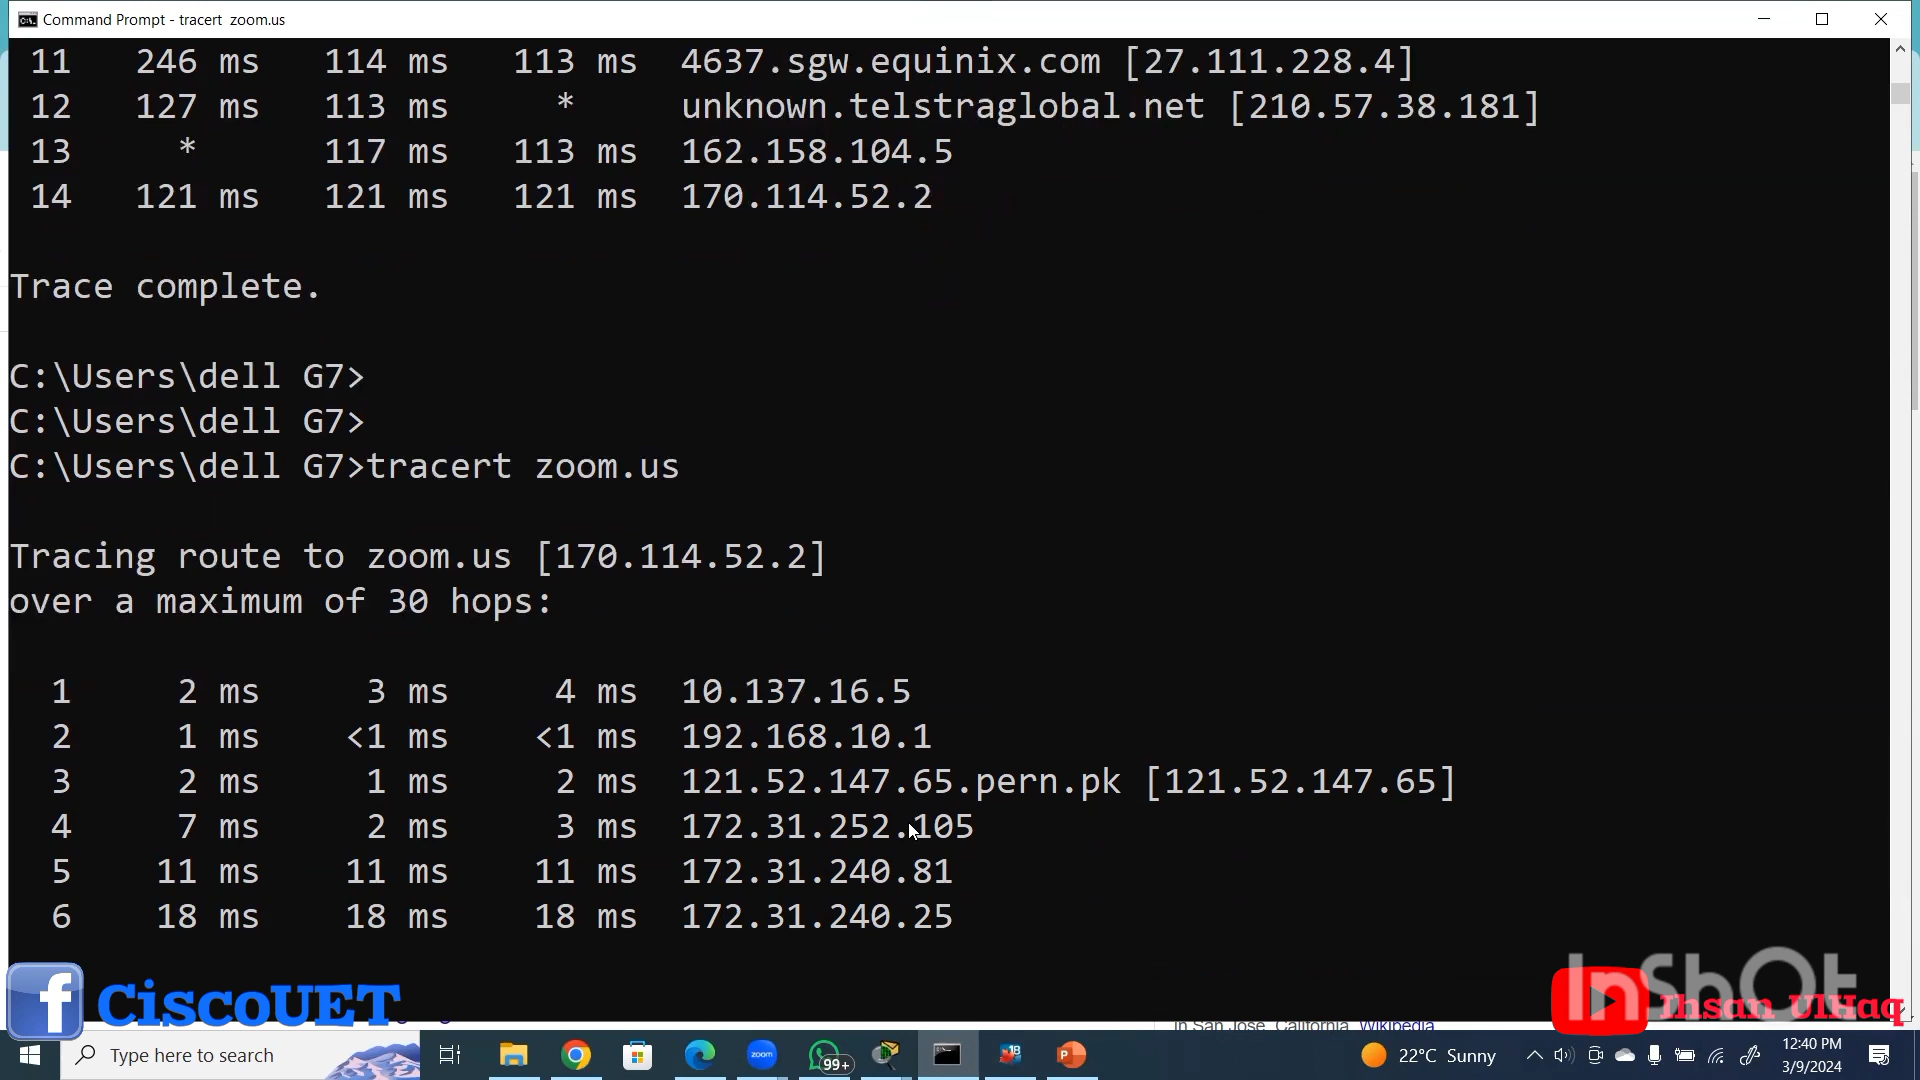 Command Prompt - tracert  zoom.us
11   246 ms   114 ms   113 ms  4637.sgw.equinix.com [27.111.228.4]
12   127 ms   113 ms     *     unknown.telstraglobal.net [210.57.38.181]
13     *      117 ms   113 ms  162.158.104.5
14   121 ms   121 ms   121 ms  170.114.52.2
Trace complete.
C:\Users\dell G7>
C:\Users\dell G7>
C:\Users\dell G7>tracert zoom.us
Tracing route to zoom.us [170.114.52.2]
over a maximum of 30 hops:
1     2 ms     3 ms     4 ms  10.137.16.5
2     1 ms    <1 ms    <1 ms  192.168.10.1
3     2 ms     1 ms     2 ms  121.52.147.65.pern.pk [121.52.147.65]
4     7 ms     2 ms     3 ms  172.31.252.105
5    11 ms    11 ms    11 ms  172.31.240.81
6    18 ms    18 ms    18 ms  172.31.240.25
f CiscoUET
InShOt
Ihsan UlHaq
in San Jose, California. Wikipedia
Type here to search
zoom
99+
18
P
22°C Sunny
12:40 PM
3/9/2024